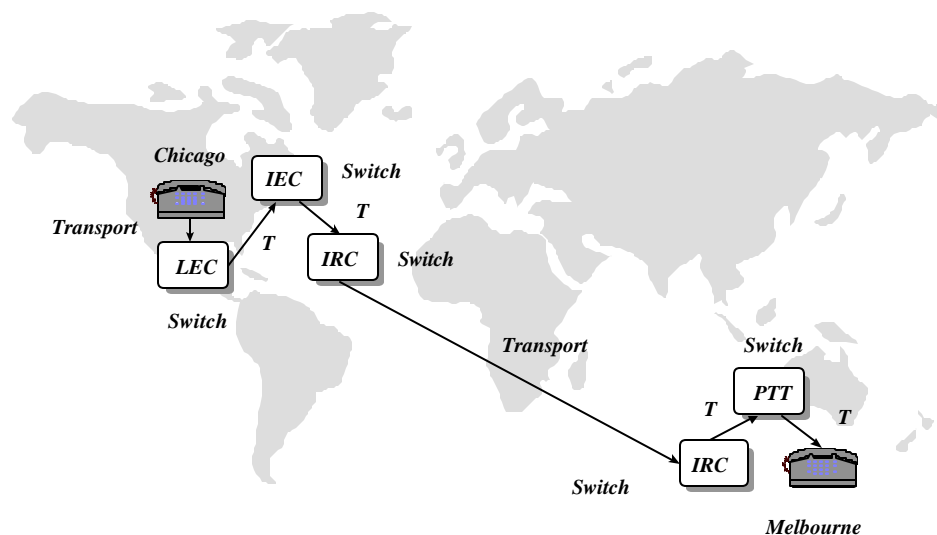 Chicago
IEC
Switch
Transport
T
T
LEC
IRC
Switch
Switch
Transport
Switch
PTT
T
T
IRC
Switch
Melbourne